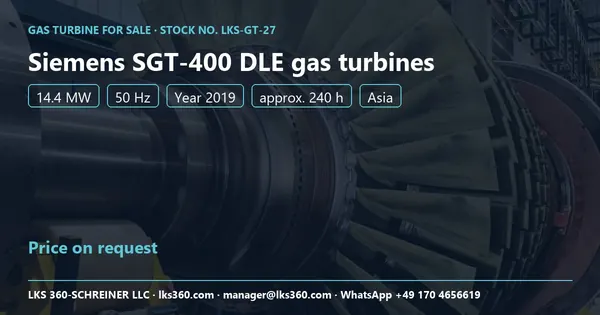 GAS TURBINE FOR SALE · STOCK NO. LKS-GT-27
Siemens SGT-400 DLE gas turbines
14.4 MW 50 Hz Year 2019 approx. 240 h Asia
Price on request
LKS 360-SCHREINER LLC · lks360.com · manager@lks360.com · WhatsApp +49 170 4656619